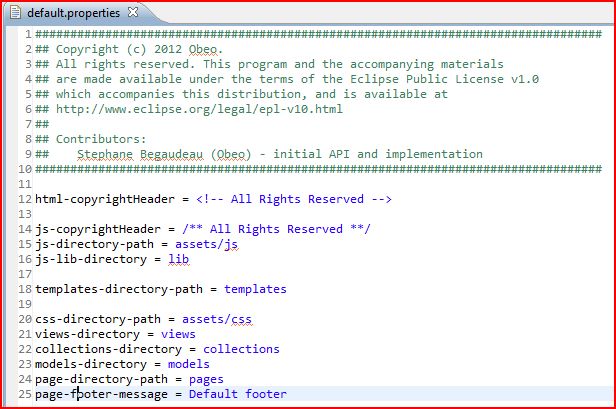 default.properties
1 ##########################################################################
2 ## Copyright (c) 2012 Obeo.
3 ## All rights reserved. This program and the accompanying materials
4 ## are made available under the terms of the Eclipse Public License v1.0
5 ## which accompanies this distribution, and is available at
6 ## http://www.eclipse.org/legal/epl-v10.html
7 ##
8 ## Contributors:
9 ##    Stephane Begaudeau (Obeo) - initial API and implementation
10 ##########################################################################
11
12 html-copyrightHeader = <!-- All Rights Reserved -->
13
14 js-copyrightHeader = /** All Rights Reserved **/
15 js-directory-path = assets/js
16 js-lib-directory = lib
17
18 templates-directory-path = templates
19
20 css-directory-path = assets/css
21 views-directory = views
22 collections-directory = collections
23 models-directory = models
24 page-directory-path = pages
25 page-footer-message = Default footer